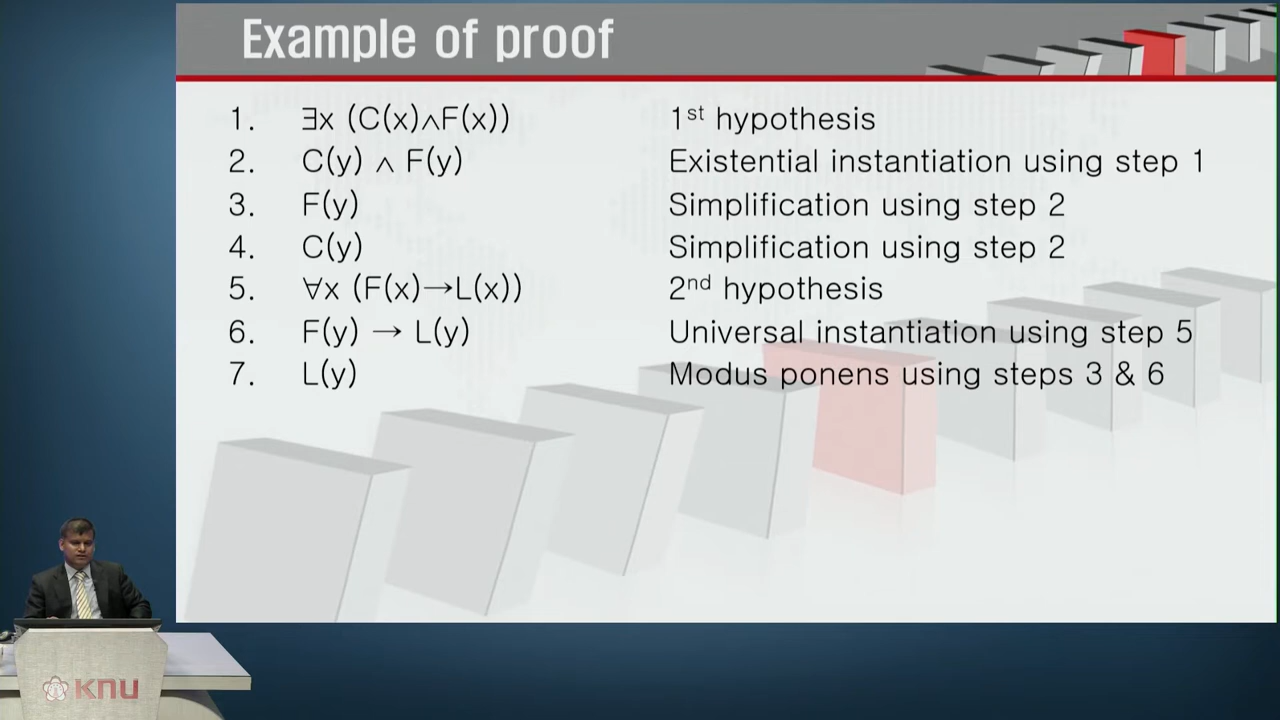 Example of proof
1. ∃x (C(x)∧F(x)) 1st hypothesis
2. C(y) ∧ F(y) Existential instantiation using step 1
3. F(y) Simplification using step 2
4. C(y) Simplification using step 2
5. ∀x (F(x)→L(x)) 2nd hypothesis
6. F(y) → L(y) Universal instantiation using step 5
7. L(y) Modus ponens using steps 3 & 6
KNU